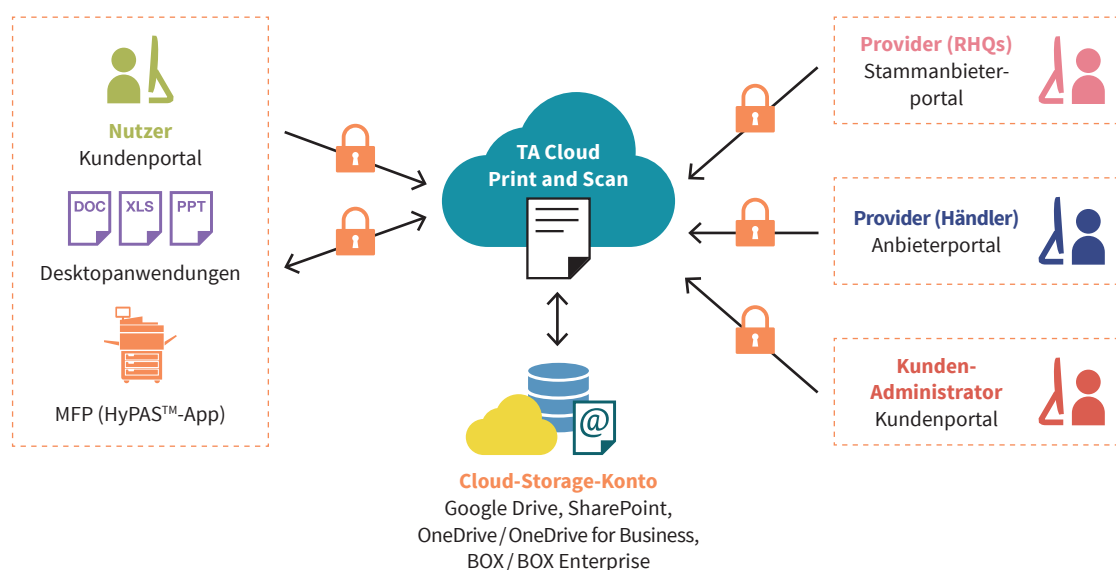 Nutzer
Kundenportal
DOC XLS PPT
Desktopanwendungen
MFP (HyPAS™-App)
TA Cloud
Print and Scan
@
Cloud-Storage-Konto
Google Drive, SharePoint,
OneDrive/OneDrive for Business,
BOX/BOX Enterprise
Provider (RHQs)
Stammanbieter-
portal
Provider (Händler)
Anbieterportal
Kunden-
Administrator
Kundenportal